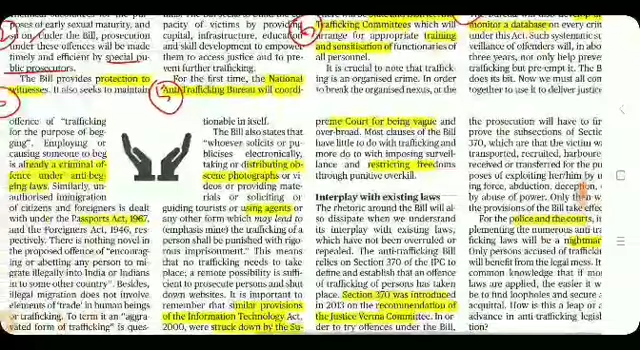 poses of early sexual maturity, and
so on. Under the Bill, prosecution
under these offences will be made
timely and efficient by special pu-
blic prosecutors.
The Bill provides protection to
witnesses. It also seeks to maintain
pacity of victims by providing
capital, infrastructure, education
and skill development to empower
them to access justice and to pre-
vent further trafficking.
For the first time, the National
Anti-Trafficking Bureau will coordi-
5
Trafficking Committees which will
arrange for appropriate training
and sensitisation of functionaries of
all personnel.
It is crucial to note that traffick-
ing is an organised crime. In order
to break the organised nexus, at the
monitor a database on every crim
under this Act. Such systematic su
veillance of offenders will, in abo
three years, not only help preve
trafficking but pre-empt it. The B
does its bit. Now we must all com
together to use it to deliver justic
offence of “trafficking
for the purpose of beg-
ging”. Employing or
causing someone to beg
is already a criminal of-
fence under anti-beg-
ging laws. Similarly, un-
authorised immigration
of citizens and foreigners is dealt
with under the Passports Act, 1967,
and the Foreigners Act, 1946, res-
pectively. There is nothing novel in
the proposed offence of “encourag-
ing or abetting any person to mi-
grate illegally into India or Indians
in to some other country”. Besides,
illegal migration does not involve
elements of ‘trade’ in human beings
or trafficking. To term it an “aggra-
vated form of trafficking” is ques-
tionable in itself.
The Bill also states that
“whoever solicits or pu-
blicises electronically,
taking or distributing ob-
scene photographs or vi-
deos or providing mate-
rials or soliciting or
guiding tourists or using agents or
any other form which may lead to
(emphasis mine) the trafficking of a
person shall be punished with rigo-
rous imprisonment.” This means
that no trafficking needs to take
place; a remote possibility is suffi-
cient to prosecute persons and shut
down websites. It is important to
remember that similar provisions
of the Information Technology Act,
2000, were struck down by the Su-
preme Court for being vague and
over-broad. Most clauses of the Bill
have little to do with trafficking and
more to do with imposing surveil-
lance and restricting freedoms
through punitive overkill.
Interplay with existing laws
The rhetoric around the Bill will al-
so dissipate when we understand
its interplay with existing laws,
which have not been overruled or
repealed. The anti-trafficking Bill
relies on Section 370 of the IPC to
define and establish that an offence
of trafficking of persons has taken
place. Section 370 was introduced
in 2013 on the recommendation of
the Justice Verma Committee. In or-
der to try offences under the Bill,
the prosecution will have to fir
prove the subsections of Sectio
370, which are that the victim wa
transported, recruited, harboure
received or transferred for the pu
poses of exploiting her/him by u
ing force, abduction, deception,
by abuse of power. Only th
the provisions of the Bill take effec
For the police and the courts, in
plementing the numerous anti-tra
ficking laws will be a nightmar
Only persons accused of traffickin
will benefit from the legal mess. It
common knowledge that if mor
laws are applied, the easier it w
be to find loopholes and secure a
acquittal. How is this a leap or a
advance in anti-trafficking legisl
tion?